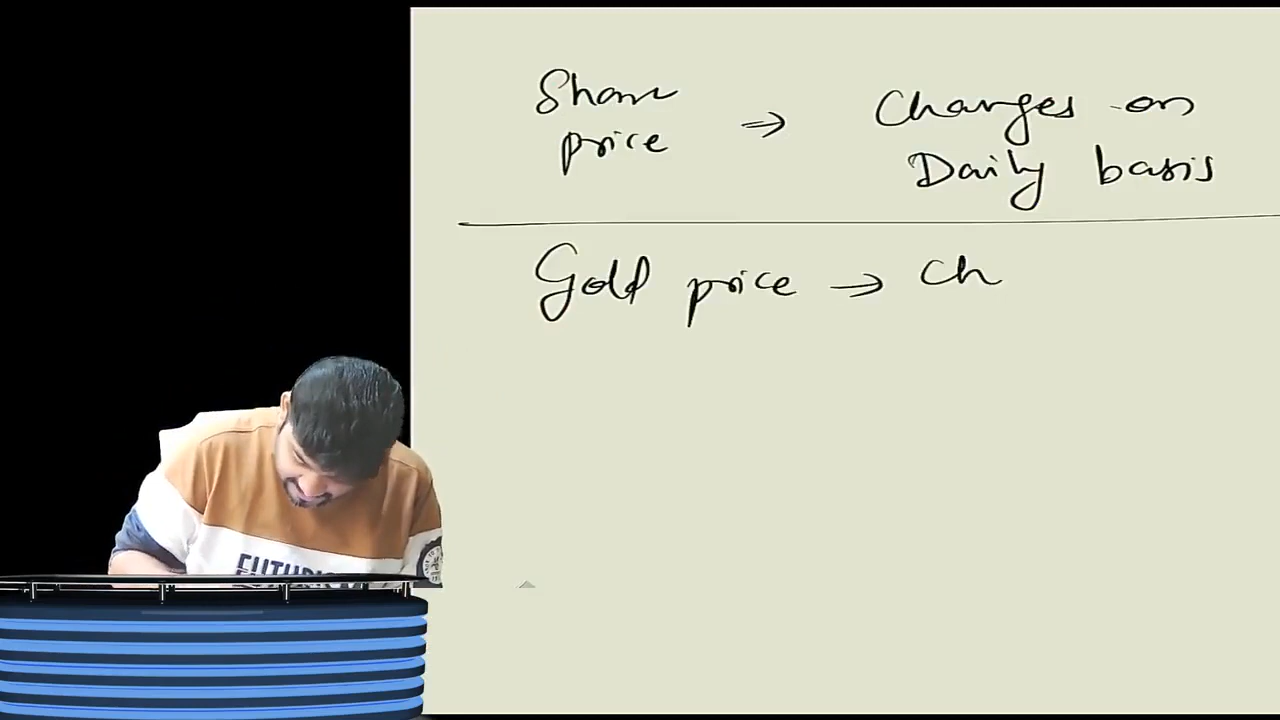 Share Changes on
price ⇒ Daily basis
Gold price → Ch